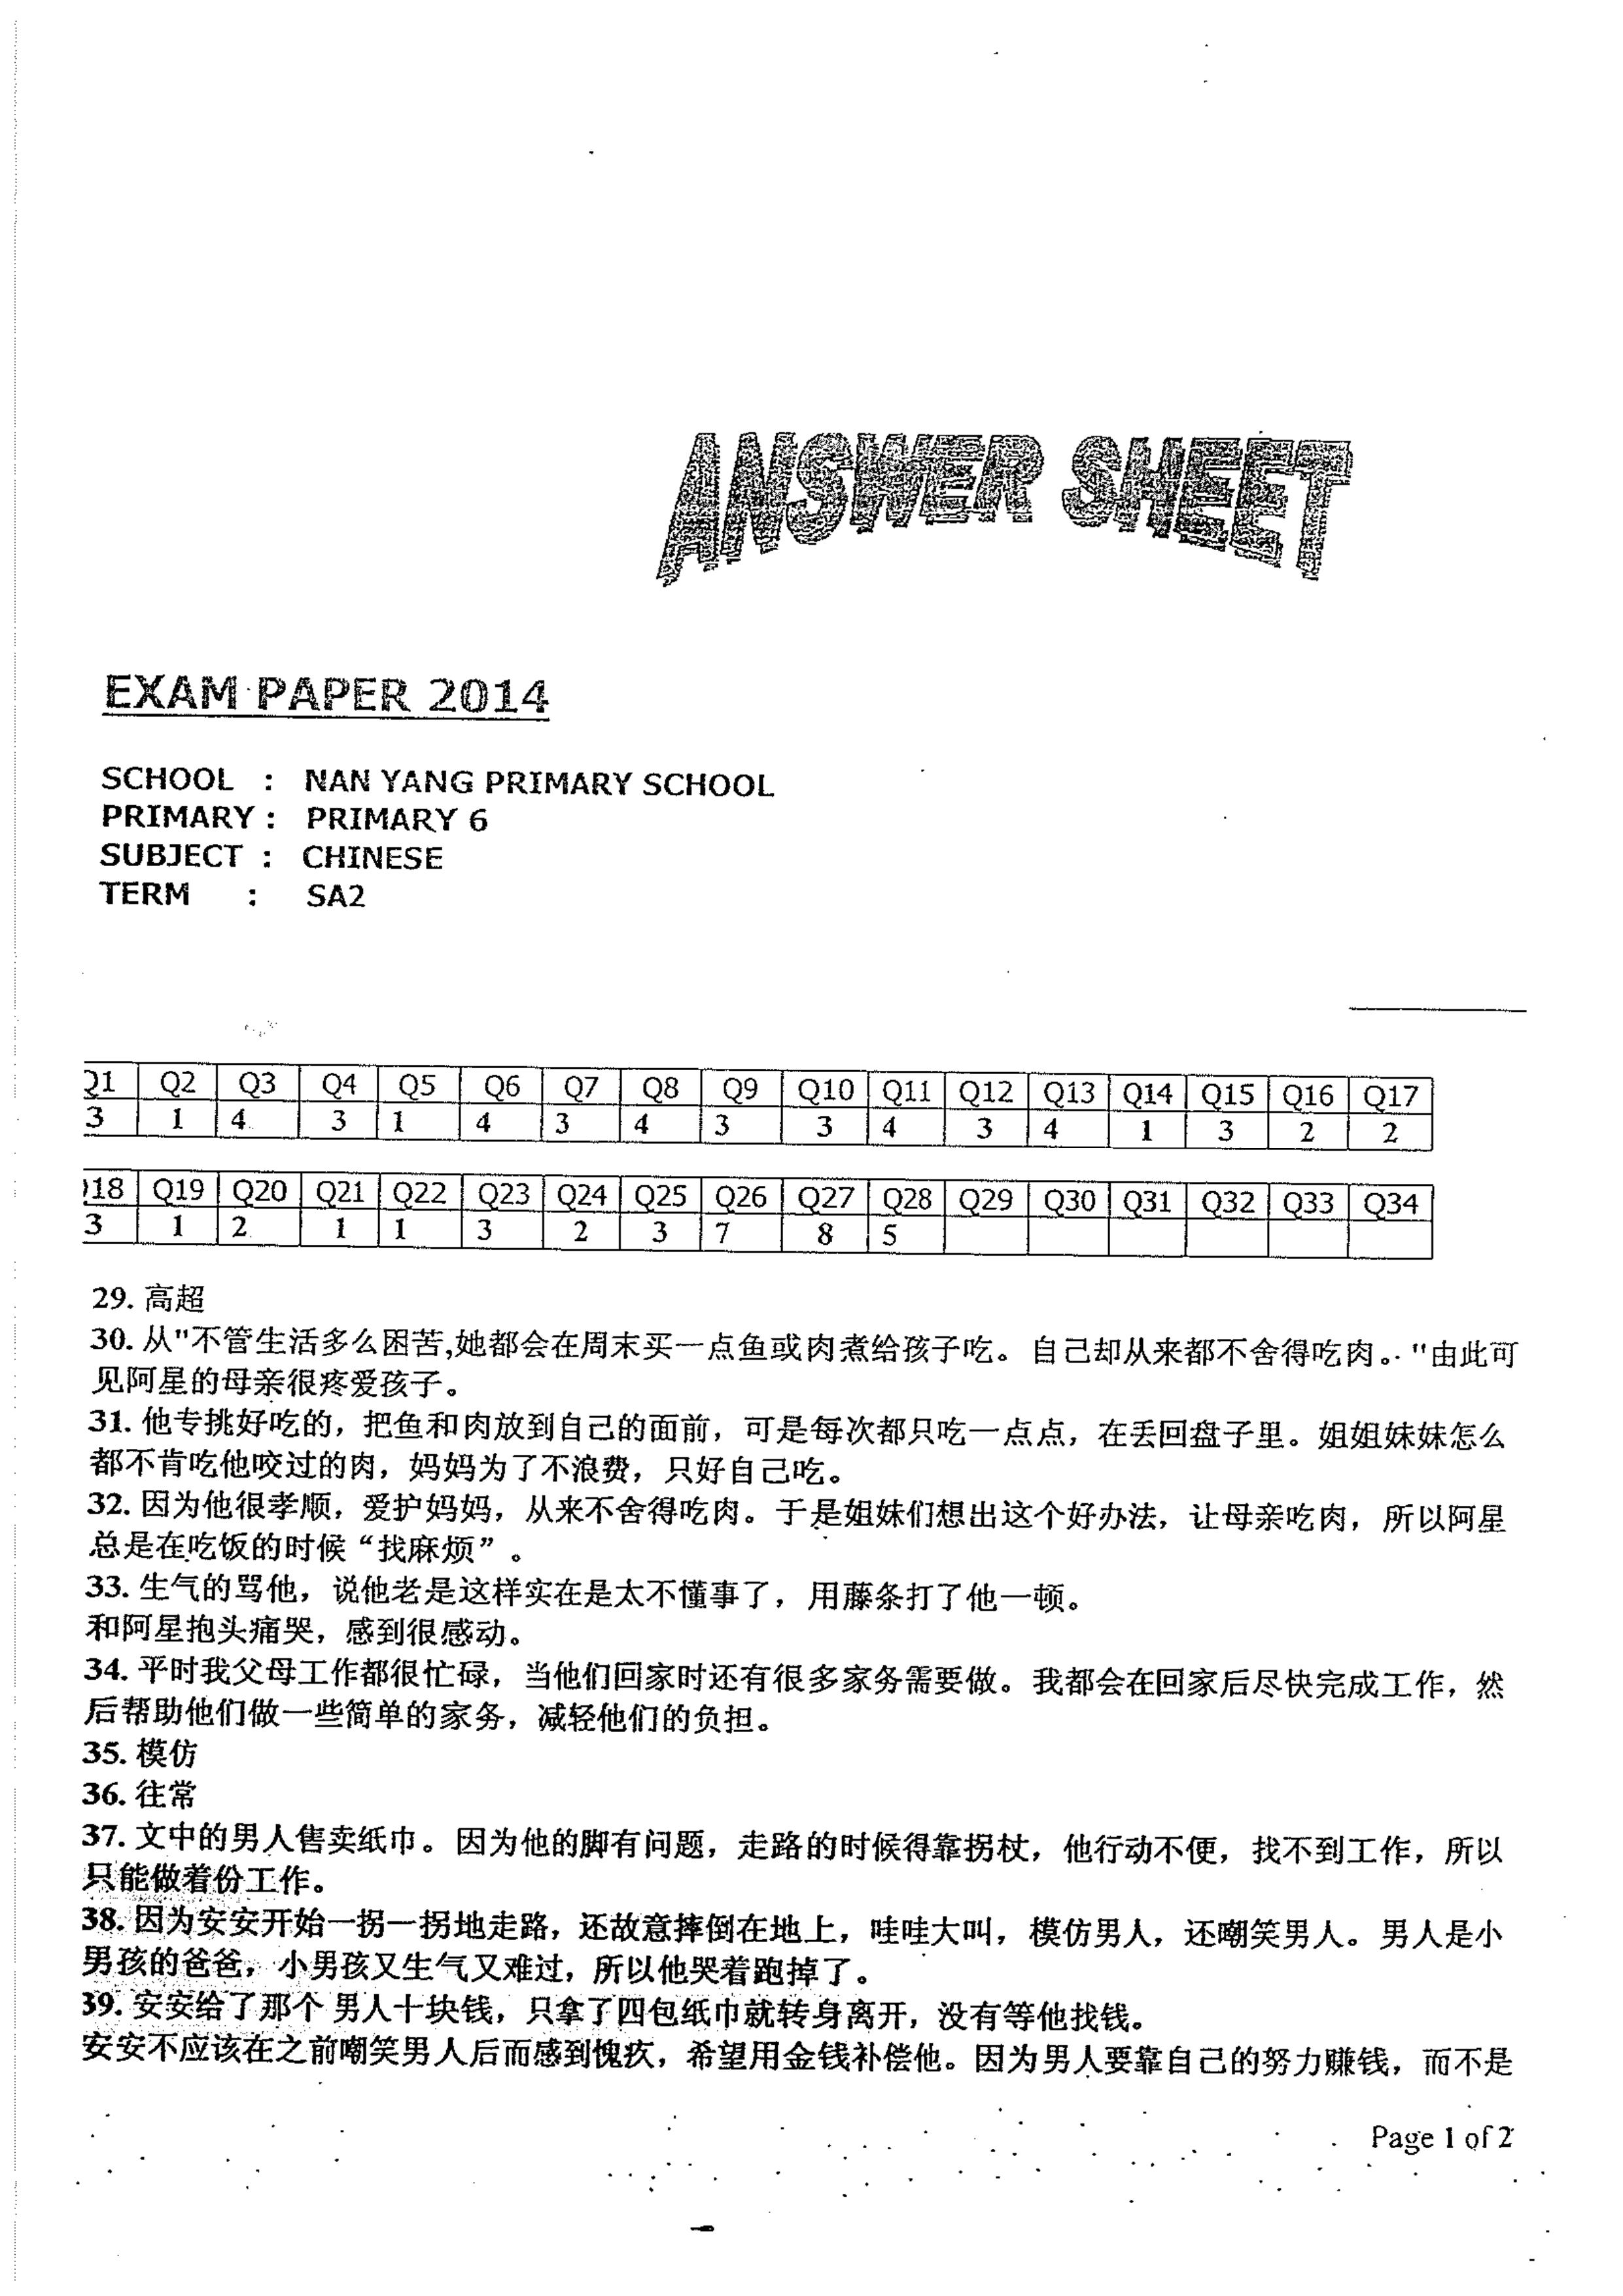 ANSWER SHEET
EXAM PAPER 2014
SCHOOL : NAN YANG PRIMARY SCHOOL
PRIMARY : PRIMARY 6
SUBJECT : CHINESE
TERM : SA2
Q1 Q2 Q3 Q4 Q5 Q6 Q7 Q8 Q9 Q10 Q11 Q12 Q13 Q14 Q15 Q16 Q17
3 1 4 3 1 4 3 4 3 3 4 3 4 1 3 2 2
Q18 Q19 Q20 Q21 Q22 Q23 Q24 Q25 Q26 Q27 Q28 Q29 Q30 Q31 Q32 Q33 Q34
3 1 2 1 1 3 2 3 7 8 5
29. 高超
30. 从"不管生活多么困苦,她都会在周末买一点鱼或肉煮给孩子吃。自己却从来都不舍得吃肉。"由此可
见阿星的母亲很疼爱孩子。
31. 他专挑好吃的，把鱼和肉放到自己的面前，可是每次都只吃一点点，在丢回盘子里。姐姐妹妹怎么
都不肯吃他咬过的肉，妈妈为了不浪费，只好自己吃。
32. 因为他很孝顺，爱护妈妈，从来不舍得吃肉。于是姐妹们想出这个好办法，让母亲吃肉，所以阿星
总是在吃饭的时候“找麻烦”。
33. 生气的骂他，说他老是这样实在是太不懂事了，用藤条打了他一顿。
和阿星抱头痛哭，感到很感动。
34. 平时我父母工作都很忙碌，当他们回家时还有很多家务需要做。我都会在回家后尽快完成工作，然
后帮助他们做一些简单的家务，减轻他们的负担。
35. 模仿
36. 往常
37. 文中的男人售卖纸巾。因为他的脚有问题，走路的时候得靠拐杖，他行动不便，找不到工作，所以
只能做着份工作。
38. 因为安安开始一拐一拐地走路，还故意摔倒在地上，哇哇大叫，模仿男人，还嘲笑男人。男人是小
男孩的爸爸，小男孩又生气又难过，所以他哭着跑掉了。
39. 安安给了那个 男人十块钱，只拿了四包纸巾就转身离开，没有等他找钱。
安安不应该在之前嘲笑男人后而感到愧疚，希望用金钱补偿他。因为男人要靠自己的努力赚钱，而不是
Page 1 of 2